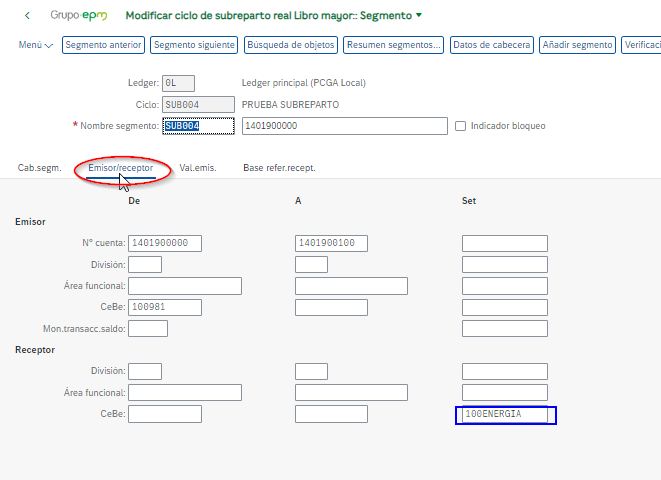 Grupo·epm Modificar ciclo de subreparto real Libro mayor:: Segmento
Menú Segmento anterior Segmento siguiente Búsqueda de objetos Resumen segmentos... Datos de cabecera Añadir segmento Verificaci
Ledger: 0L Ledger principal (PCGA Local)
Ciclo: SUB004 PRUEBA SUBREPARTO
* Nombre segmento: SUB004 1401900000 Indicador bloqueo
Cab.segm. Emisor/receptor Val.emis. Base refer.recept.
De A Set
Emisor
Nº cuenta: 1401900000 1401900100
División:
Área funcional:
CeBe: 100981
Mon.transacc.saldo:
Receptor
División:
Área funcional:
CeBe: 100ENERGIA